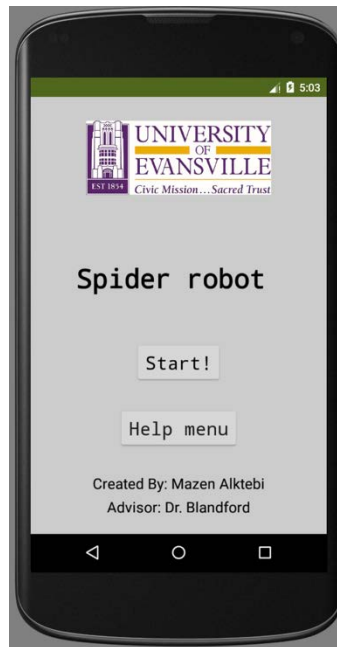 5:03
UNIVERSITY
OF
EVANSVILLE
EST 1854
Civic Mission...Sacred Trust
Spider robot
Start!
Help menu
Created By: Mazen Alktebi
Advisor: Dr. Blandford